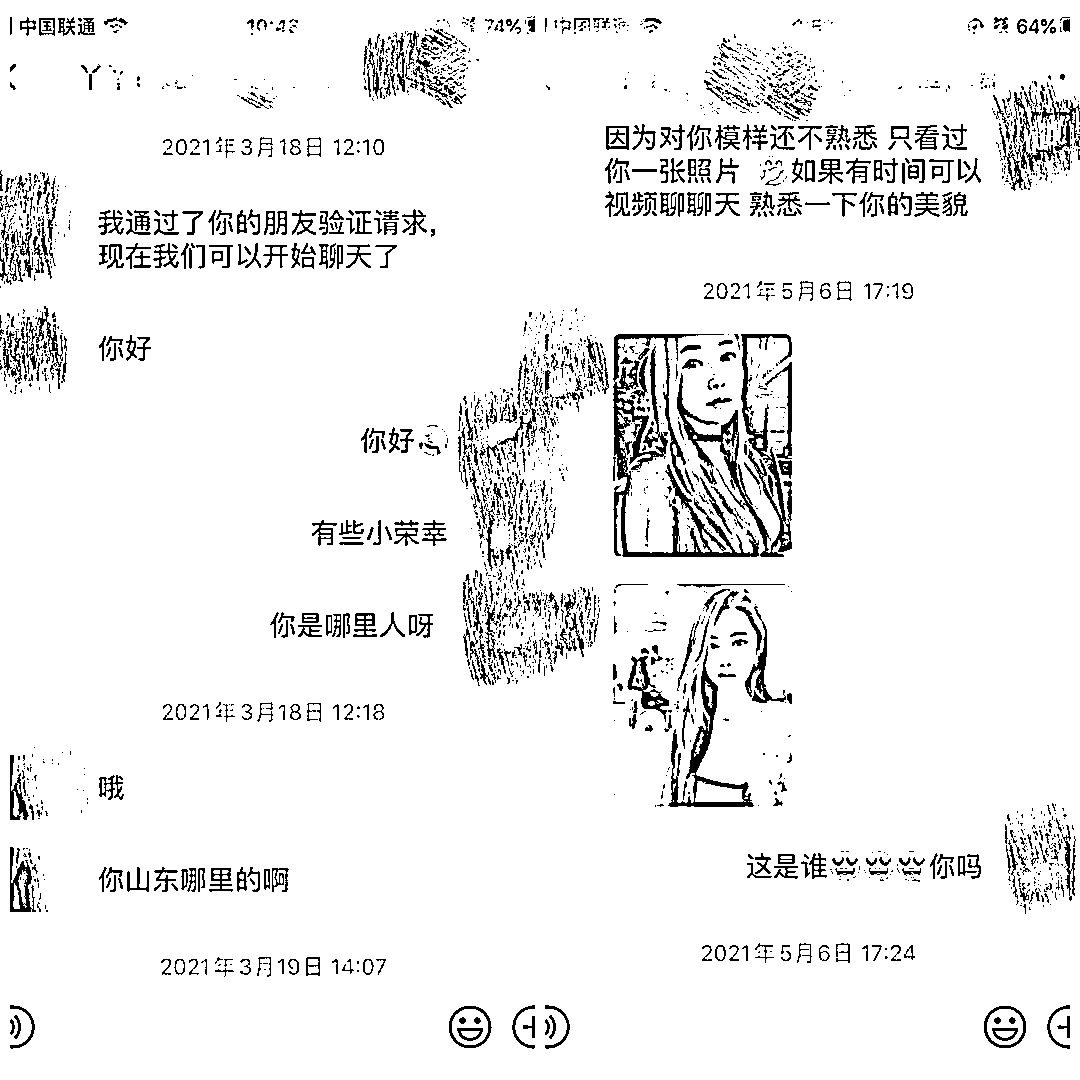 中国联通
10:43
74%
YY
2021年3月18日 12:10
我通过了你的朋友验证请求，
现在我们可以开始聊天了
你好
你好
有些小荣幸
你是哪里人呀
2021年3月18日 12:18
哦
你山东哪里的啊
2021年3月19日 14:07
中国联通
64%
因为对你模样还不熟悉 只看过
你一张照片 如果有时间可以
视频聊聊天 熟悉一下你的美貌
2021年5月6日 17:19
这是谁你吗
2021年5月6日 17:24